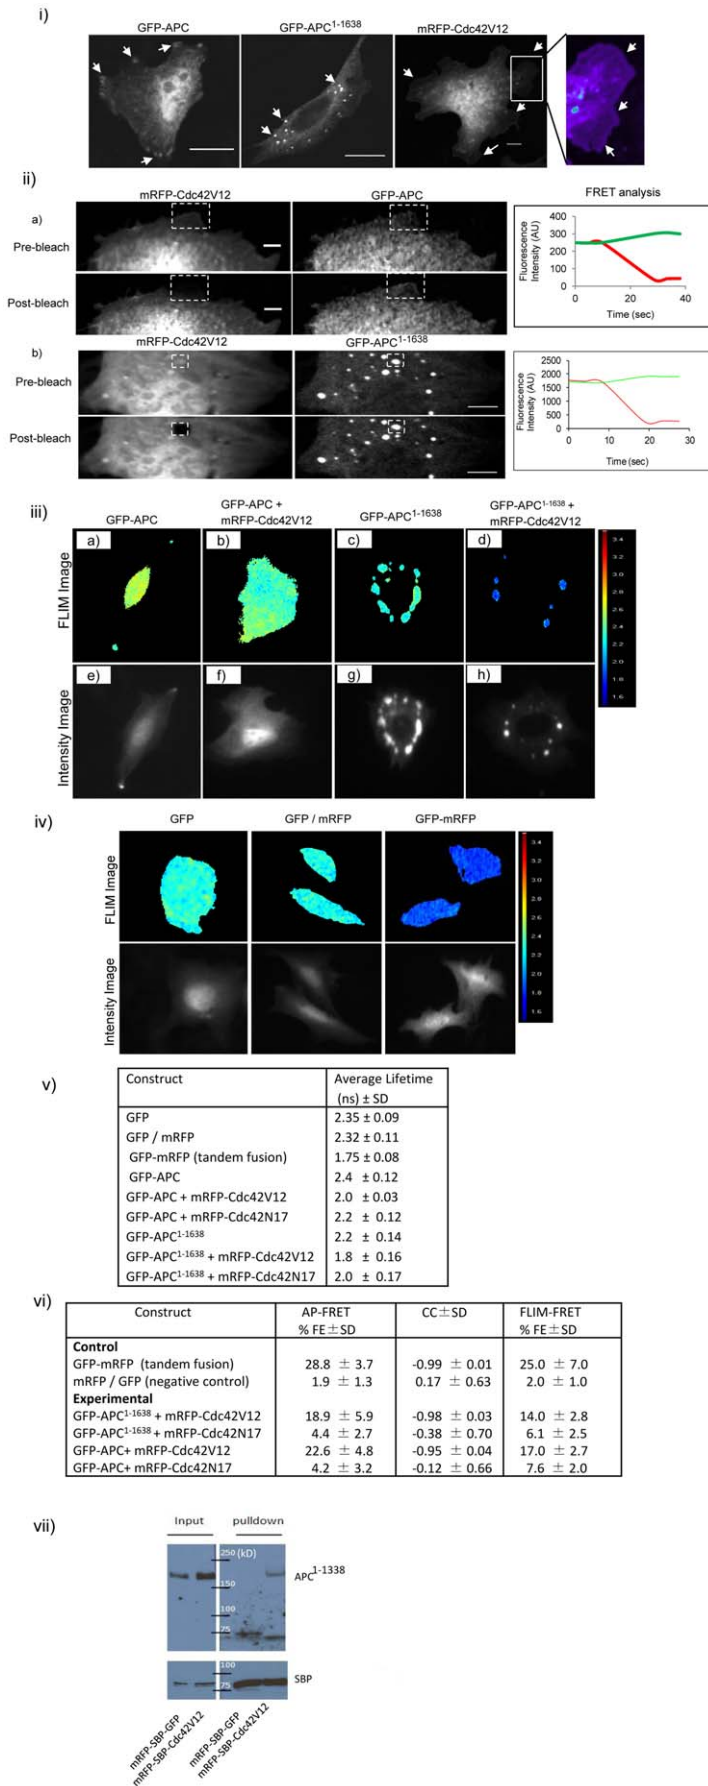 i)
GFP-APC
GFP-APC1-1638
mRFP-Cdc42V12
ii)
mRFP-Cdc42V12
GFP-APC
FRET analysis
a)
Pre-bleach
Post-bleach
Fluorescence Intensity (AU)
400
300
200
100
0
0 10 20 30 40
Time (sec)
mRFP-Cdc42V12
GFP-APC1-1638
b)
Pre-bleach
Post-bleach
Fluorescence Intensity (AU)
2500
2000
1500
1000
500
0
0 10 20 30
Time (sec)
iii)
GFP-APC
GFP-APC +
mRFP-Cdc42V12
GFP-APC1-1638
GFP-APC1-1638 +
mRFP-Cdc42V12
FLIM Image
a)
b)
c)
d)
3.4
3.2
3.0
2.8
2.6
2.4
2.2
2.0
1.8
1.6
Intensity Image
e)
f)
g)
h)
iv)
GFP
GFP / mRFP
GFP-mRFP
FLIM Image
Intensity Image
3.4
3.2
3.0
2.8
2.6
2.4
2.2
2.0
1.8
1.6
v)
Construct Average Lifetime
(ns) ± SD
GFP 2.35 ± 0.09
GFP / mRFP 2.32 ± 0.11
GFP-mRFP (tandem fusion) 1.75 ± 0.08
GFP-APC 2.4 ± 0.12
GFP-APC + mRFP-Cdc42V12 2.0 ± 0.03
GFP-APC + mRFP-Cdc42N17 2.2 ± 0.12
GFP-APC1-1638 2.2 ± 0.14
GFP-APC1-1638 + mRFP-Cdc42V12 1.8 ± 0.16
GFP-APC1-1638 + mRFP-Cdc42N17 2.0 ± 0.17
vi)
Construct AP-FRET CC±SD FLIM-FRET
% FE±SD % FE±SD
Control
GFP-mRFP (tandem fusion) 28.8 ± 3.7 -0.99 ± 0.01 25.0 ± 7.0
mRFP / GFP (negative control) 1.9 ± 1.3 0.17 ± 0.63 2.0 ± 1.0
Experimental
GFP-APC1-1638 + mRFP-Cdc42V12 18.9 ± 5.9 -0.98 ± 0.03 14.0 ± 2.8
GFP-APC1-1638 + mRFP-Cdc42N17 4.4 ± 2.7 -0.38 ± 0.70 6.1 ± 2.5
GFP-APC+ mRFP-Cdc42V12 22.6 ± 4.8 -0.95 ± 0.04 17.0 ± 2.7
GFP-APC+ mRFP-Cdc42N17 4.2 ± 3.2 -0.12 ± 0.66 7.6 ± 2.0
vii)
Input pulldown
250 (kD)
APC1-1338
150
100
75
100
75
SBP
mRFP-SBP-GFP
mRFP-SBP-Cdc42V12
mRFP-SBP-GFP
mRFP-SBP-Cdc42V12